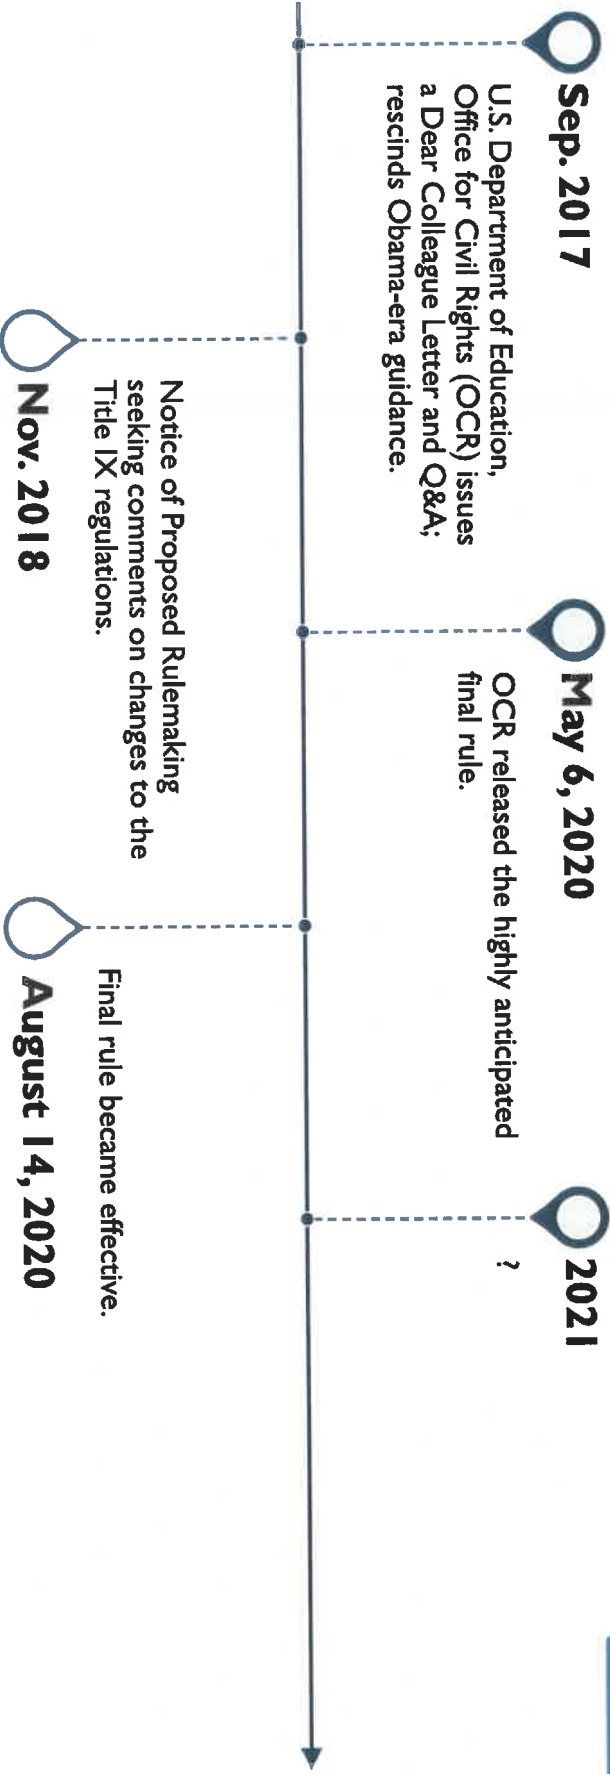 Sep. 2017
U.S. Department of Education,
Office for Civil Rights (OCR) issues
a Dear Colleague Letter and Q&A;
rescinds Obama-era guidance.
Nov. 2018
Notice of Proposed Rulemaking
seeking comments on changes to the
Title IX regulations.
May 6, 2020
OCR released the highly anticipated
final rule.
August 14, 2020
Final rule became effective.
2021
?